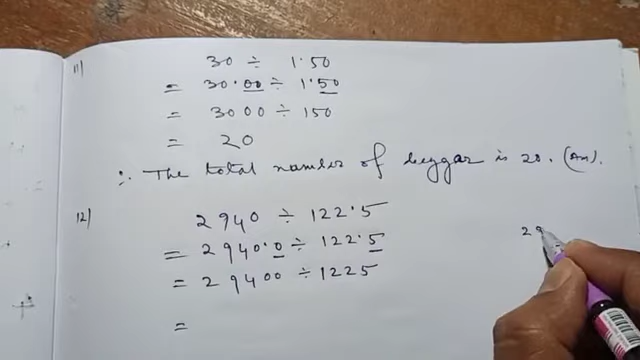 11) 30 ÷ 1.50
= 30.00 ÷ 1.50
= 3000 ÷ 150
= 20
∴ The total number of beggar is 20. (Ans).
12) 2940 ÷ 122.5
= 2940.0 ÷ 122.5
= 29400 ÷ 1225
=
29